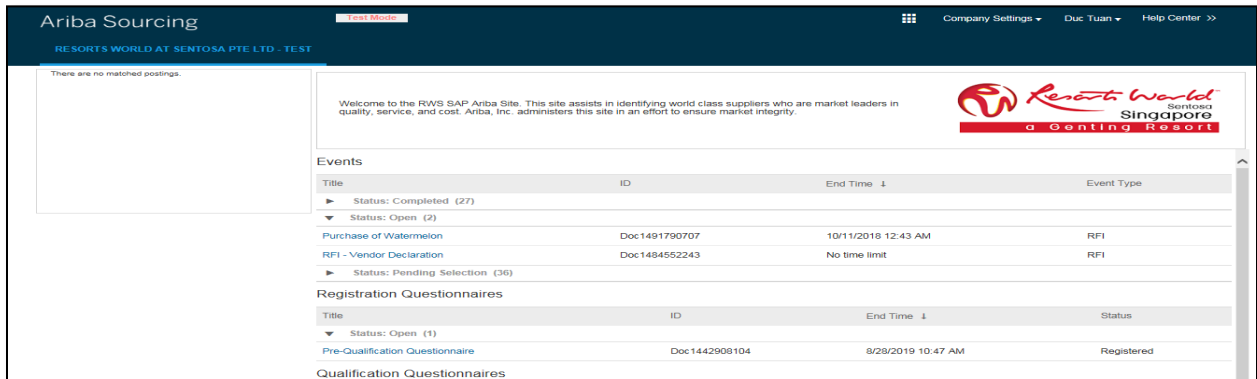 Ariba Sourcing
Test Mode
Company Settings
Duc Tuan
Help Center >>
RESORTS WORLD AT SENTOSA PTE LTD - TEST
There are no matched postings.
Welcome to the RWS SAP Ariba Site. This site assists in identifying world class suppliers who are market leaders in
quality, service, and cost. Ariba, Inc. administers this site in an effort to ensure market integrity.
Resorts World
Sentosa
Singapore
a Genting Resort
Events
Title ID End Time ↓ Event Type
Status: Completed (27)
Status: Open (2)
Purchase of Watermelon Doc1491790707 10/11/2018 12:43 AM RFI
RFI - Vendor Declaration Doc1484552243 No time limit RFI
Status: Pending Selection (36)
Registration Questionnaires
Title ID End Time ↓ Status
Status: Open (1)
Pre-Qualification Questionnaire Doc1442908104 8/28/2019 10:47 AM Registered
Qualification Questionnaires